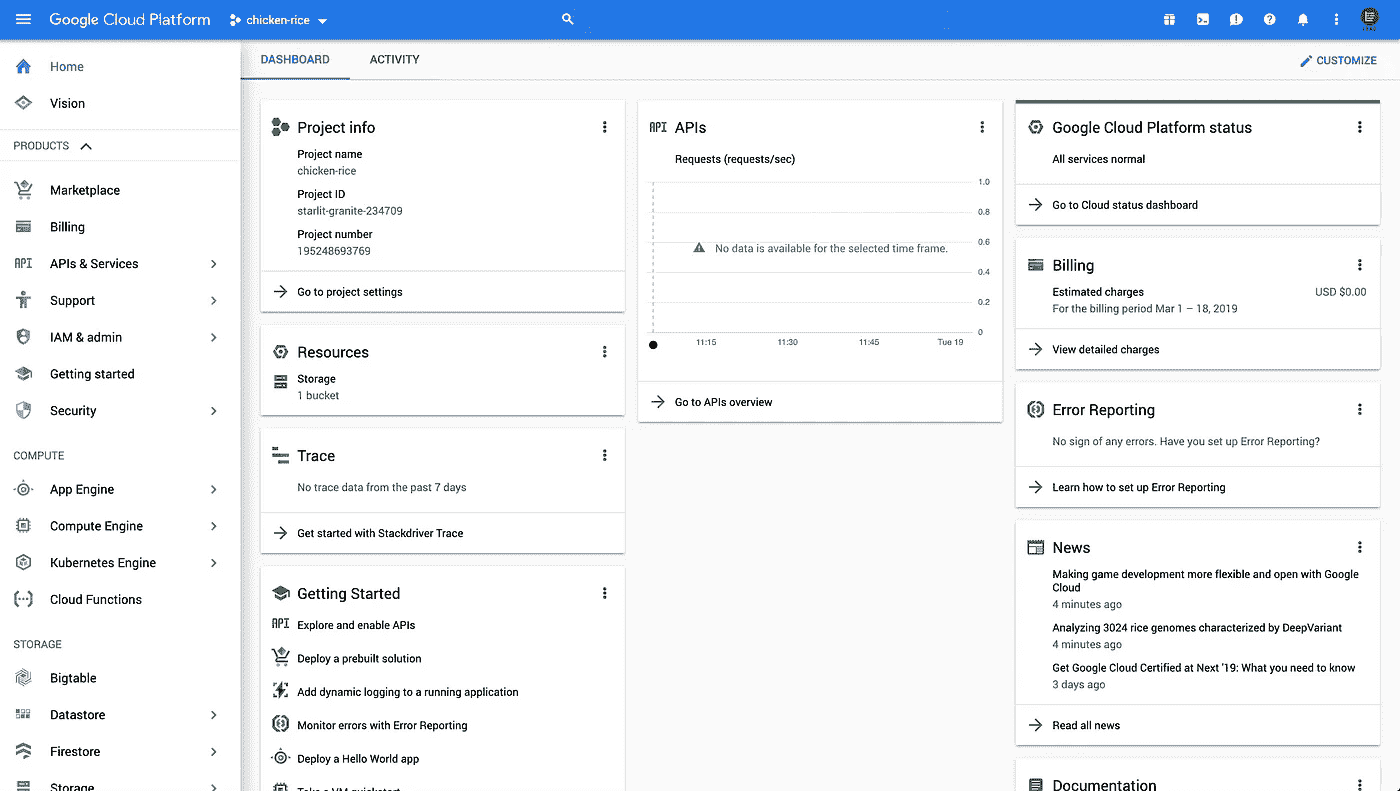 Google Cloud Platform
chicken-rice
Home
Vision
PRODUCTS
Marketplace
Billing
API
APIs & Services
Support
IAM & admin
Getting started
Security
COMPUTE
App Engine
Compute Engine
Kubernetes Engine
Cloud Functions
STORAGE
Bigtable
Datastore
Firestore
Storage
DASHBOARD
ACTIVITY
CUSTOMIZE
Project info
Project name
chicken-rice
Project ID
starlit-granite-234709
Project number
195248693769
Go to project settings
Resources
Storage
1 bucket
Trace
No trace data from the past 7 days
Get started with Stackdriver Trace
Getting Started
API
Explore and enable APIs
Deploy a prebuilt solution
Add dynamic logging to a running application
Monitor errors with Error Reporting
Deploy a Hello World app
Take a VM quickstart
API
APIs
Requests (requests/sec)
1.0
0.8
0.6
0.4
0.2
0
No data is available for the selected time frame.
11:15
11:30
11:45
Tue 19
Go to APIs overview
Google Cloud Platform status
All services normal
Go to Cloud status dashboard
Billing
Estimated charges
USD $0.00
For the billing period Mar 1 – 18, 2019
View detailed charges
Error Reporting
No sign of any errors. Have you set up Error Reporting?
Learn how to set up Error Reporting
News
Making game development more flexible and open with Google
Cloud
4 minutes ago
Analyzing 3024 rice genomes characterized by DeepVariant
4 minutes ago
Get Google Cloud Certified at Next '19: What you need to know
3 days ago
Read all news
Documentation